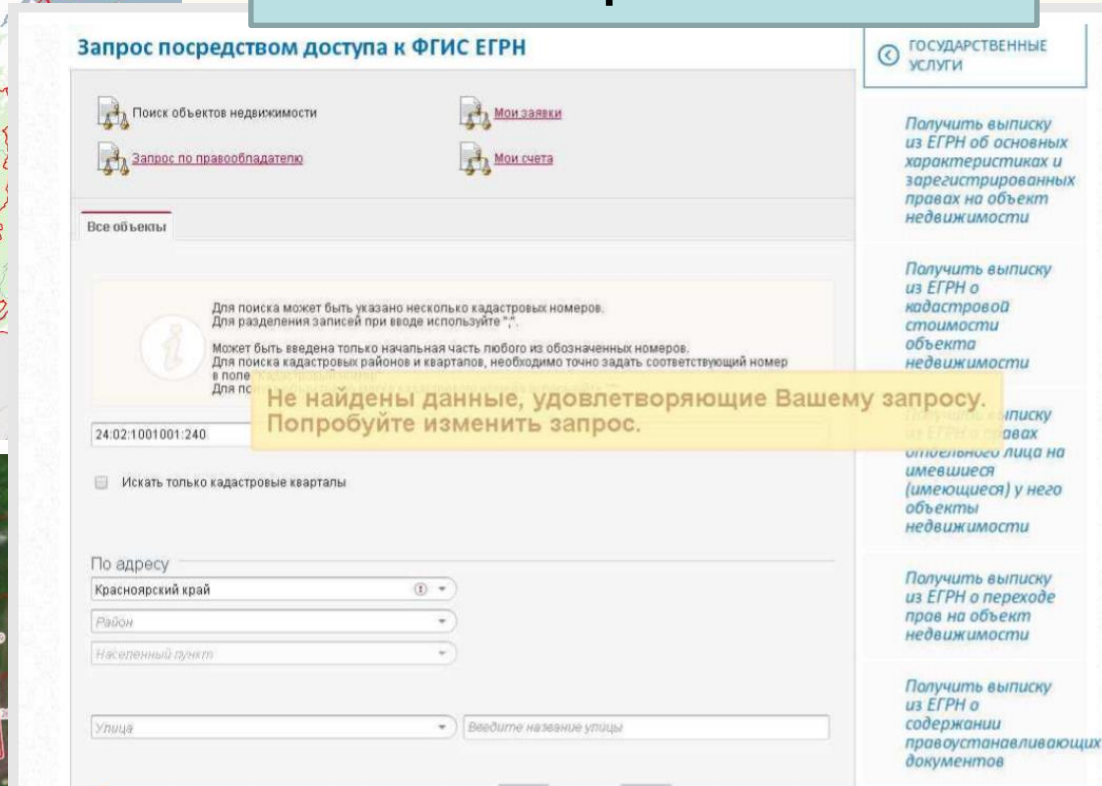 Запрос посредством доступа к ФГИС ЕГРН
Поиск объектов недвижимости
Мои заявки
Запрос по правообладателю
Мои счета
Все объекты
Для поиска может быть указано несколько кадастровых номеров.
Для разделения записей при вводе используйте ";".
Может быть введена только начальная часть любого из обозначенных номеров.
Для поиска кадастровых районов и кварталов, необходимо точно задать соответствующий номер
в поле
Для
Не найдены данные, удовлетворяющие Вашему запросу.
Попробуйте изменить запрос.
24:02:1001001:240
Искать только кадастровые кварталы
По адресу
Красноярский край
Район
Населенный пункт
Улица
Введите название улицы
ГОСУДАРСТВЕННЫЕ
УСЛУГИ
Получить выписку
из ЕГРН об основных
характеристиках и
зарегистрированных
правах на объект
недвижимости
Получить выписку
из ЕГРН о
кадастровой
стоимости
объекта
недвижимости
Получить выписку
из ЕГРН о правах
отдельного лица на
имевшиеся
(имеющиеся) у него
объекты
недвижимости
Получить выписку
из ЕГРН о переходе
прав на объект
недвижимости
Получить выписку
из ЕГРН о
содержании
правоустанавливающих
документов